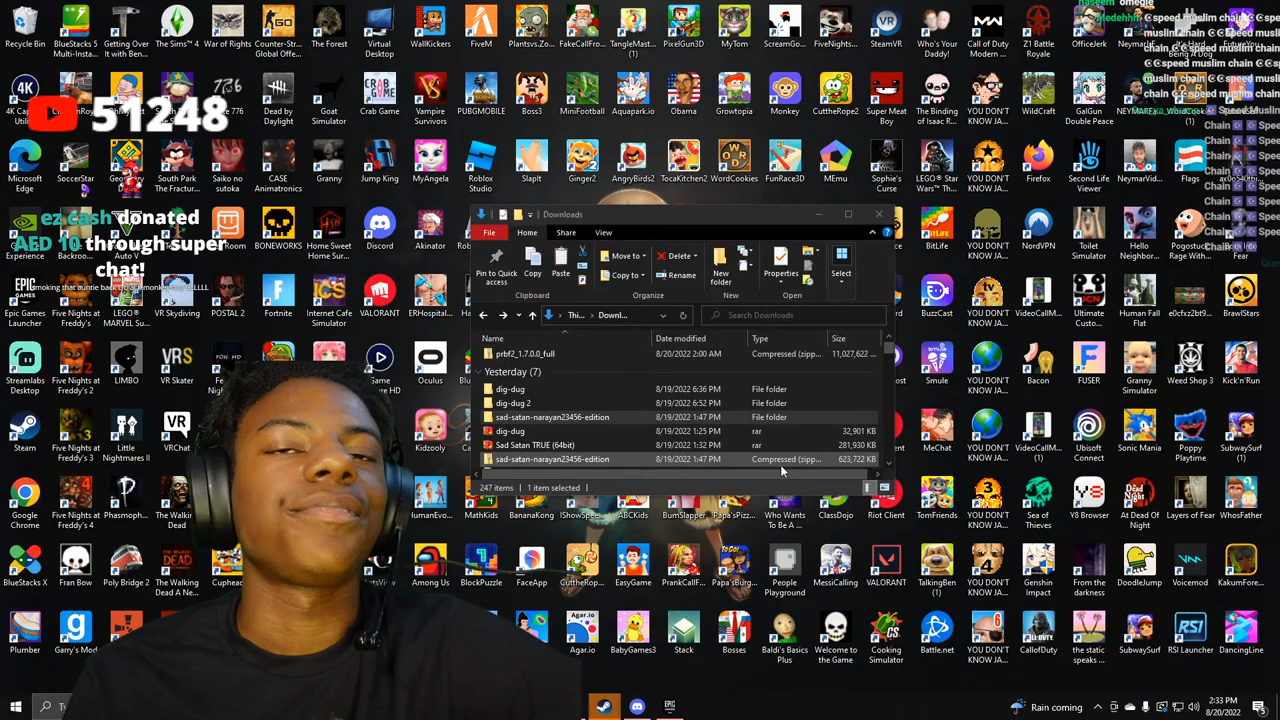 Recycle Bin
BlueStacks 5
Getting Over It
The Sims™ 4
War of Rights
Counter-Str... Global Offe...
The Forest
Virtual Desktop
WallKickers
FiveM
Plantsvs.Zo...
FakeCallFro...
TangleMast... (1)
PixelGun3D
MyTom
ScreamGo...
FiveNights...
SteamVR
Who's Your Daddy!
Call of Duty Modern ...
Z1 Battle Royale
OfficeJerk
51248
Dead by Daylight
Goat Simulator
Crab Game
Vampire Survivors
PUBGMOBILE
Boss3
MiniFootball
Aquapark.io
Obama
Growtopia
Monkey
CuttheRope2
Super Meat Boy
The Binding of Isaac R...
YOU DON'T KNOW JA...
WildCraft
GalGun Double Peace
speed muslim chain
Microsoft Edge
SoccerStar
South Park The Fractur...
Saiko no sutoka
CASE Animatronics
Granny
Jump King
MyAngela
Roblox Studio
SlapIt
Ginger2
AngryBirds2
TocaKitchen2
WordCookies
FunRace3D
MEmu
Sophie's Curse
LEGO® Star Wars™ Th...
YOU DON'T KNOW JA...
Firefox
Second Life Viewer
NeymarVid...
Flags
ez cash donated
AED 10 through super
chat!
BONEWORKS
Home Sweet Home
Discord
Akinator
Downloads
File
Home
Share
View
Pin to Quick access
Copy
Paste
Move to
Copy to
Delete
Rename
New folder
Properties
Select
Clipboard
Organize
New
Open
Thi...
Downl...
Search Downloads
Name
Date modified
Type
Size
prbf2_1.7.0.0_full 8/20/2022 2:00 AM Compressed (zipp... 11,027,622 ...
Yesterday (7)
dig-dug 8/19/2022 6:36 PM File folder
dig-dug 2 8/19/2022 6:52 PM File folder
sad-satan-narayan23456-edition 8/19/2022 1:47 PM File folder
dig-dug 8/19/2022 1:25 PM rar 32,901 KB
Sad Satan TRUE (64bit) 8/19/2022 1:32 PM rar 281,930 KB
sad-satan-narayan23456-edition 8/19/2022 1:47 PM Compressed (zipp... 623,722 KB
247 items
1 item selected
BitLife
NordVPN
Toilet Simulator
Hello Neighbor...
Pogostuck Rage With...
Epic Games Launcher
Five Nights at Freddy's
LEGO® MARVEL Su...
VR Skydiving
POSTAL 2
Fortnite
Internet Cafe Simulator
VALORANT
ERHospital...
BuzzCast
YOU DON'T KNOW JA...
VideoCallM...
Ultimate Custom...
Human Fall Flat
e0cfxz2bt9...
BrawlStars
Streamlabs Desktop
Five Nights at Freddy's 2
LIMBO
VR Skater
Oculus
Smule
Bacon
FUSER
Granny Simulator
Weed Shop 3
Kick'n'Run
Steam
Five Nights at Freddy's 3
Little Nightmares II
VRChat
Kidzooly
MeChat
Ubisoft Connect
Sonic Mania
Poppy Playtime
SubwaySurf (1)
Google Chrome
Five Nights at Freddy's 4
Phasmoph...
The Walking Dead
HumanEvo...
MathKids
BananaKong
IShowSpee...
ABCKids
BumSlapper
Papa'sPizz...
Who Wants To Be A ...
ClassDojo
Riot Client
TomFriends
YOU DON'T KNOW JA...
Sea of Thieves
Y8 Browser
At Dead Of Night
Layers of Fear
WhosFather
BlueStacks X
Fran Bow
Poly Bridge 2
The Walking Dead A Ne...
Cuphead
Among Us
BlockPuzzle
FaceApp
CuttheRop...
EasyGame
PrankCallF...
Papa'sBurg...
People Playground
MessiCalling
VALORANT
TalkingBen (1)
YOU DON'T KNOW JA...
Genshin Impact
From the darkness
DoodleJump
Voicemod
KakumFore...
Plumber
Garry's Mod
Agar.io
BabyGames3
Stack
Bosses
Baldi's Basics Plus
Welcome to the Game
Cooking Simulator
Battle.net
YOU DON'T KNOW JA...
CallofDuty
the static speaks ...
SubwaySurf
RSI Launcher
DancingLine
Rain coming
2:33 PM
8/20/2022